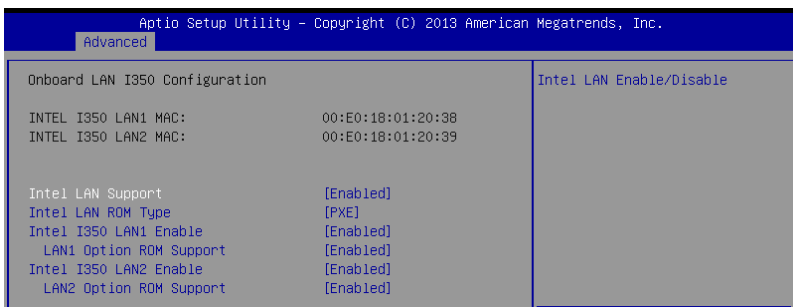 Aptio Setup Utility – Copyright (C) 2013 American Megatrends, Inc.
Advanced
Onboard LAN I350 Configuration
Intel LAN Enable/Disable
INTEL I350 LAN1 MAC: 00:E0:18:01:20:38
INTEL I350 LAN2 MAC: 00:E0:18:01:20:39
Intel LAN Support [Enabled]
Intel LAN ROM Type [PXE]
Intel I350 LAN1 Enable [Enabled]
LAN1 Option ROM Support [Enabled]
Intel I350 LAN2 Enable [Enabled]
LAN2 Option ROM Support [Enabled]